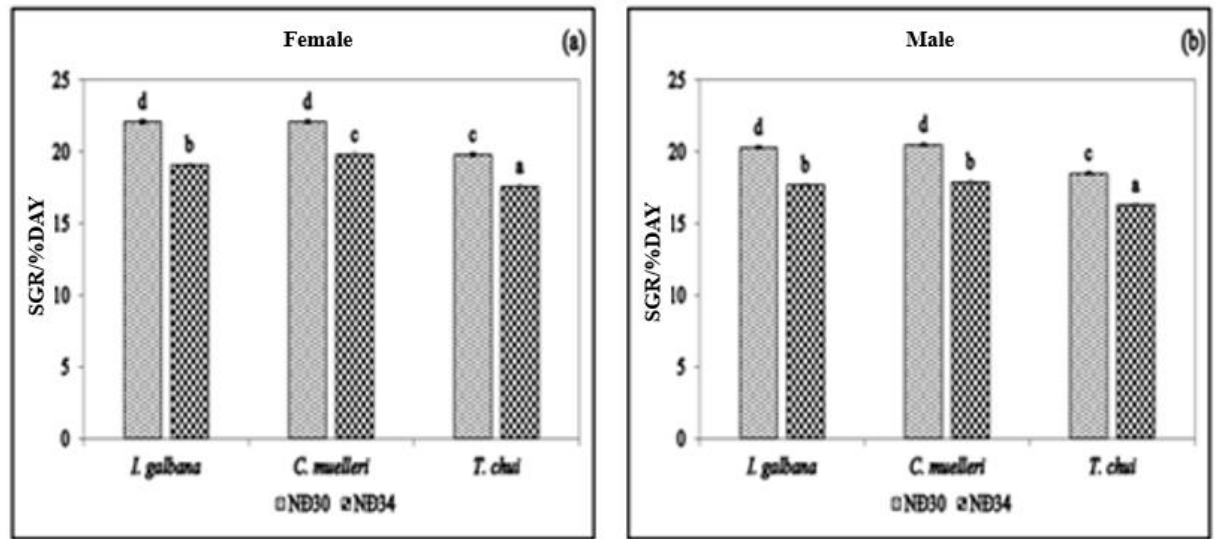 Female (a)
25
20
15
10
5
0
SGR/%DAY
d
b
d
c
c
a
I. galbana
C. muelleri
T. chui
NĐ30 NĐ34
Male (b)
25
20
15
10
5
0
SGR/%DAY
d
b
d
b
c
a
I. galbana
C. muelleri
T. chui
NĐ30 NĐ34